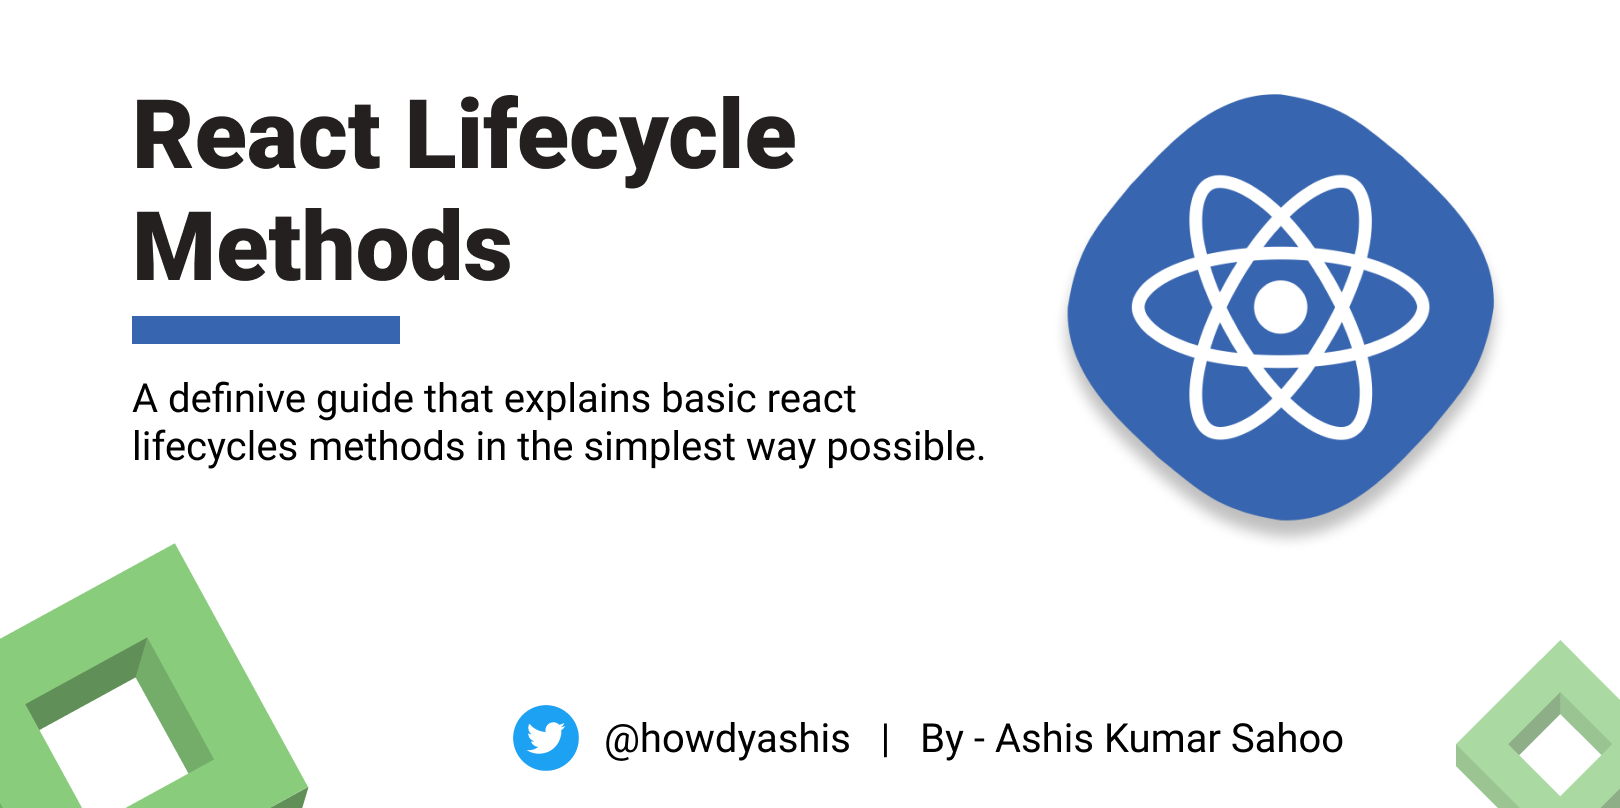 React Lifecycle
Methods
A definive guide that explains basic react
lifecycles methods in the simplest way possible.
@howdyashis | By - Ashis Kumar Sahoo